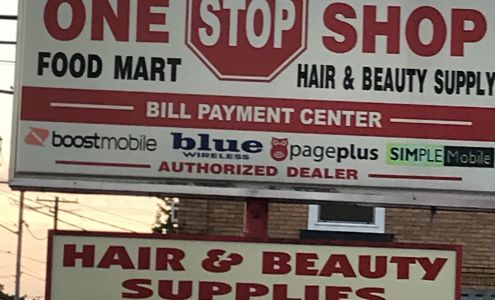 ONE STOP SHOP
FOOD MART
HAIR & BEAUTY SUPPLY
BILL PAYMENT CENTER
boostmobile blue WIRELESS pageplus SIMPLE Mobile
AUTHORIZED DEALER
HAIR & BEAUTY
SUPPLIES